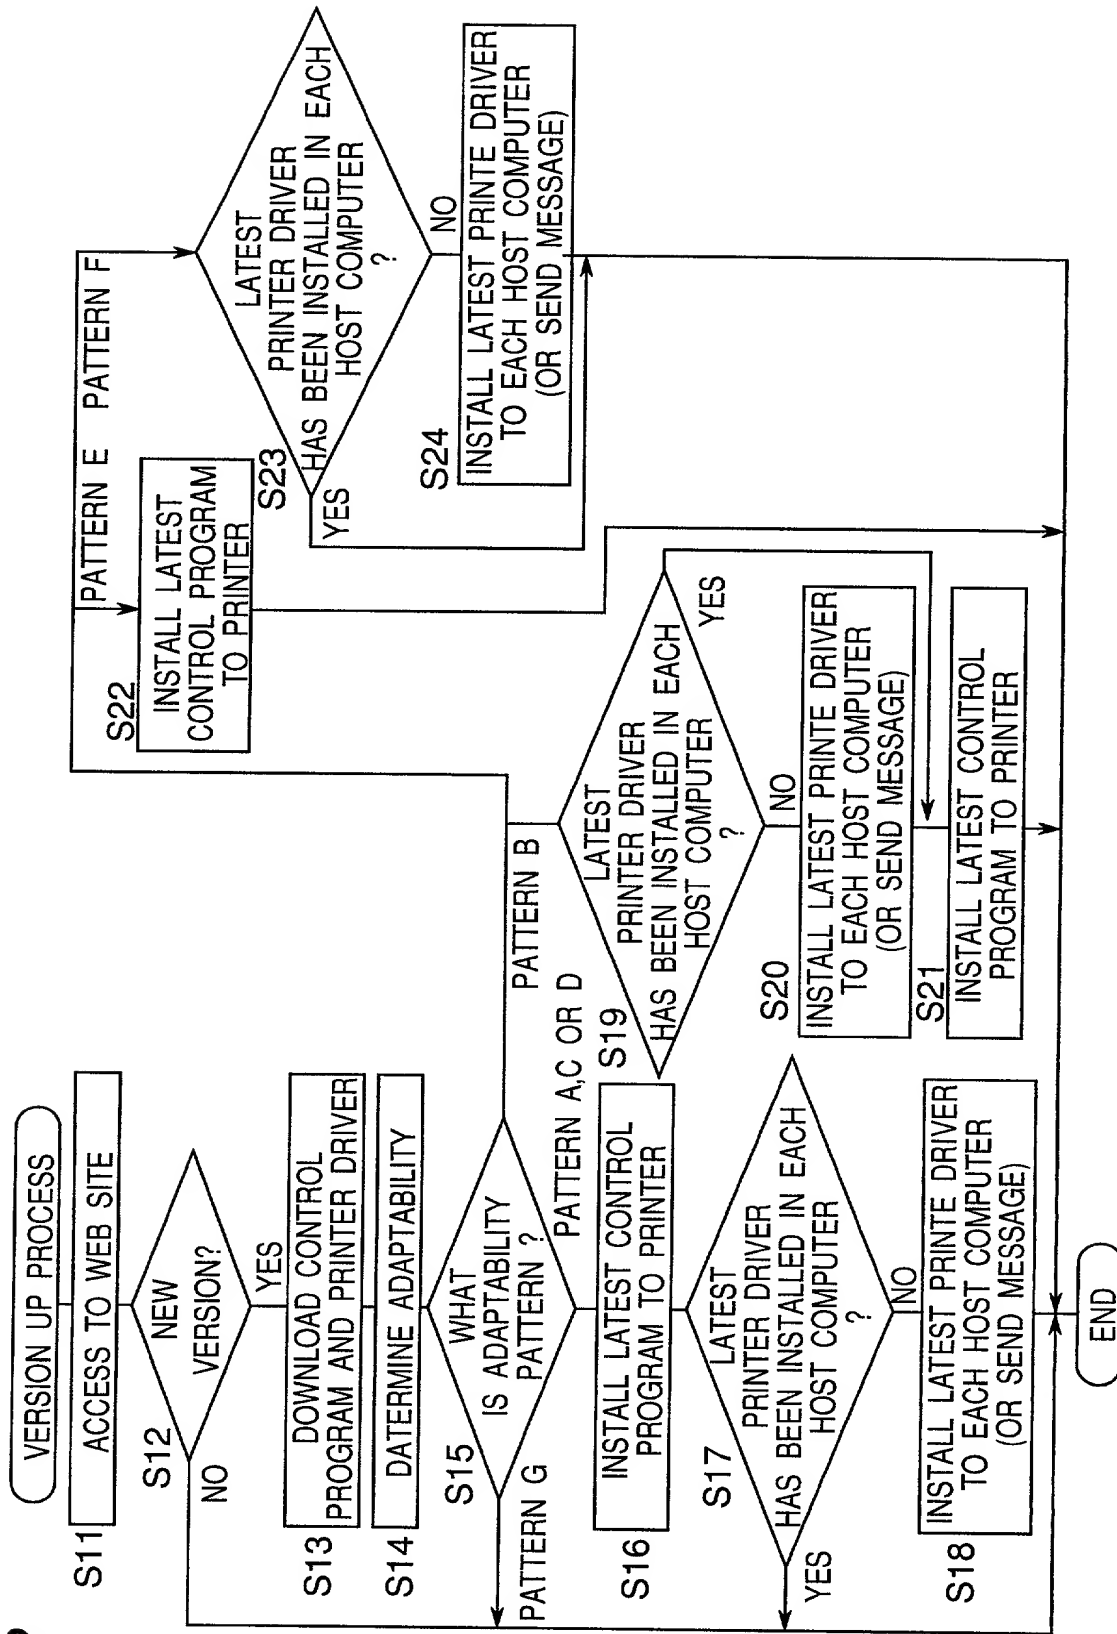 VERSION UP PROCESS
S11
ACCESS TO WEB SITE
S12
NEW
VERSION?
NO
YES
S13
DOWNLOAD CONTROL
PROGRAM AND PRINTER DRIVER
S14
DATERMINE ADAPTABILITY
S15
WHAT
IS ADAPTABILITY
PATTERN ?
PATTERN G
PATTERN A,C OR D
PATTERN B
PATTERN E
PATTERN F
S16
INSTALL LATEST CONTROL
PROGRAM TO PRINTER
S17
LATEST
PRINTER DRIVER
HAS BEEN INSTALLED IN EACH
HOST COMPUTER
?
YES
NO
S18
INSTALL LATEST PRINTE DRIVER
TO EACH HOST COMPUTER
(OR SEND MESSAGE)
S19
LATEST
PRINTER DRIVER
HAS BEEN INSTALLED IN EACH
HOST COMPUTER
?
YES
NO
S20
INSTALL LATEST PRINTE DRIVER
TO EACH HOST COMPUTER
(OR SEND MESSAGE)
S21
INSTALL LATEST CONTROL
PROGRAM TO PRINTER
S22
INSTALL LATEST
CONTROL PROGRAM
TO PRINTER
S23
LATEST
PRINTER DRIVER
HAS BEEN INSTALLED IN EACH
HOST COMPUTER
?
YES
NO
S24
INSTALL LATEST PRINTE DRIVER
TO EACH HOST COMPUTER
(OR SEND MESSAGE)
END